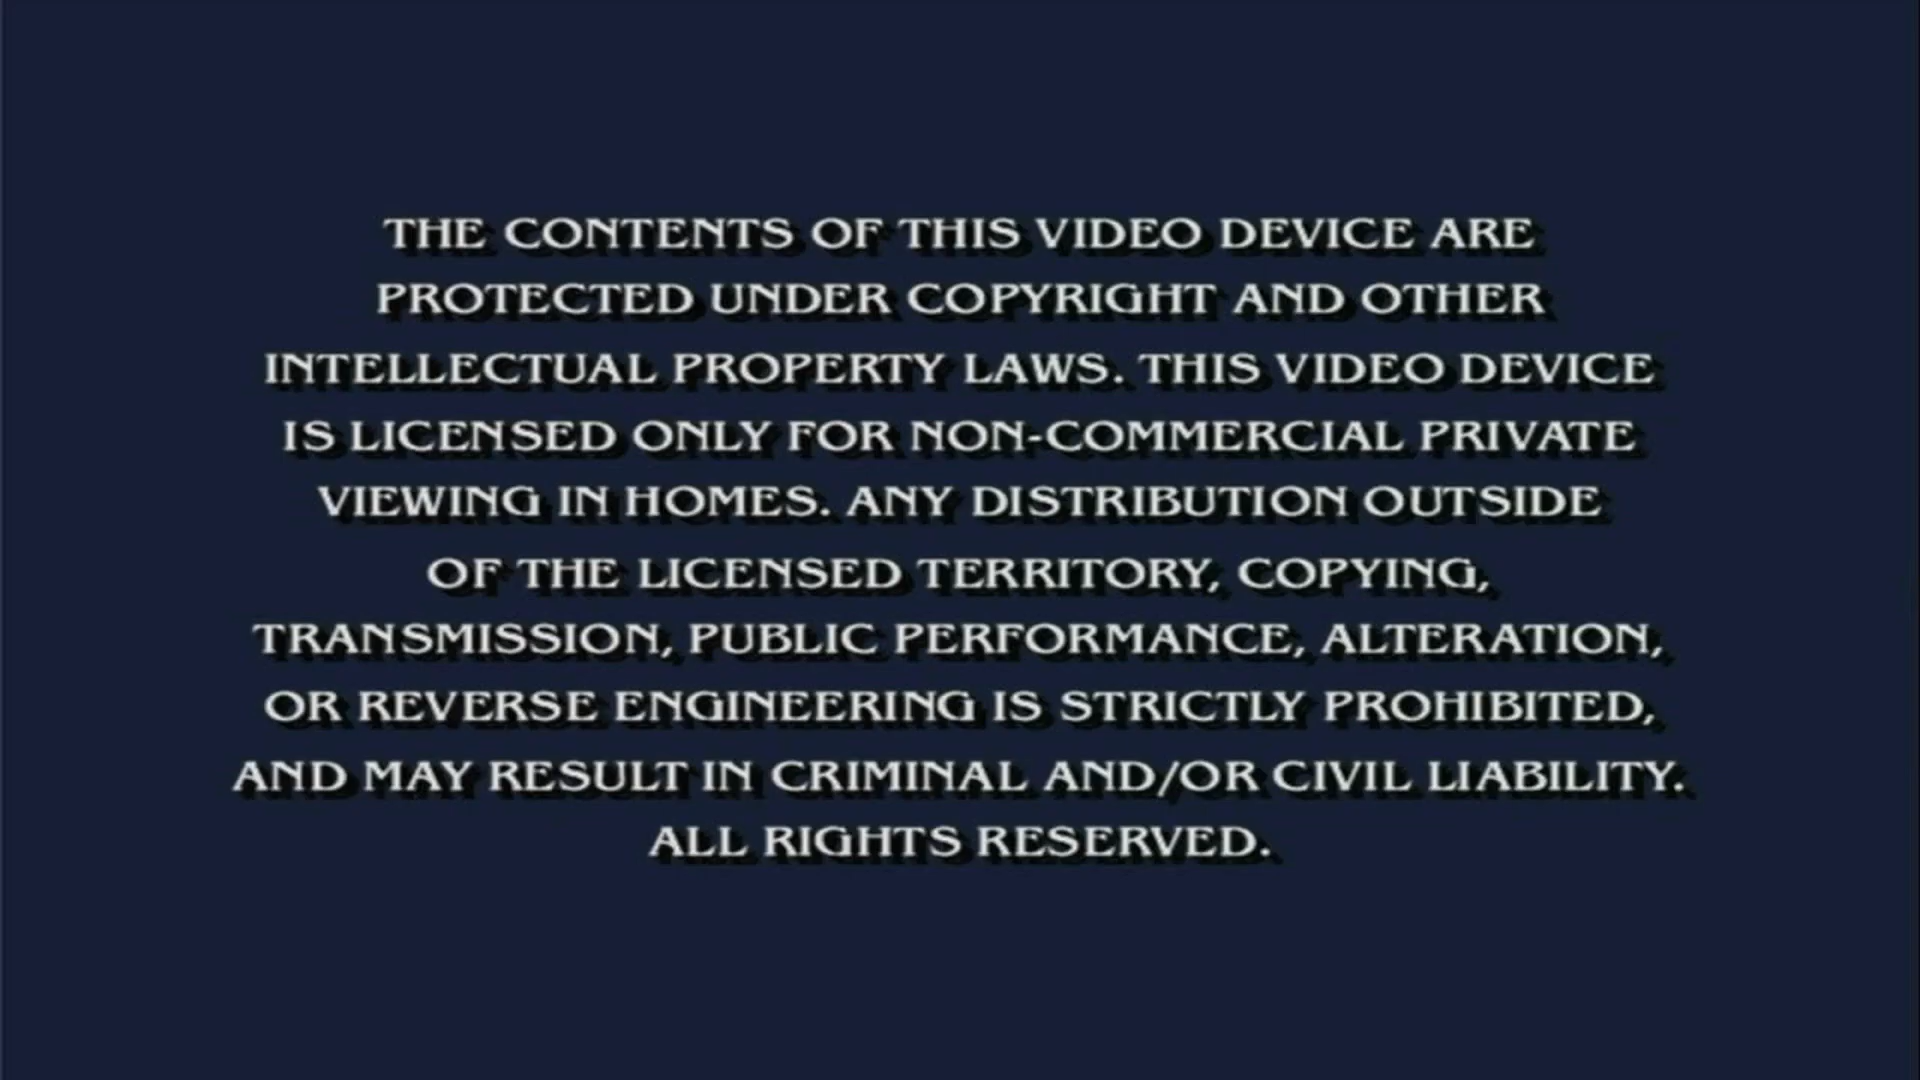 THE CONTENTS OF THIS VIDEO DEVICE ARE
PROTECTED UNDER COPYRIGHT AND OTHER
INTELLECTUAL PROPERTY LAWS. THIS VIDEO DEVICE
IS LICENSED ONLY FOR NON-COMMERCIAL PRIVATE
VIEWING IN HOMES. ANY DISTRIBUTION OUTSIDE
OF THE LICENSED TERRITORY, COPYING,
TRANSMISSION, PUBLIC PERFORMANCE, ALTERATION,
OR REVERSE ENGINEERING IS STRICTLY PROHIBITED,
AND MAY RESULT IN CRIMINAL AND/OR CIVIL LIABILITY.
ALL RIGHTS RESERVED.